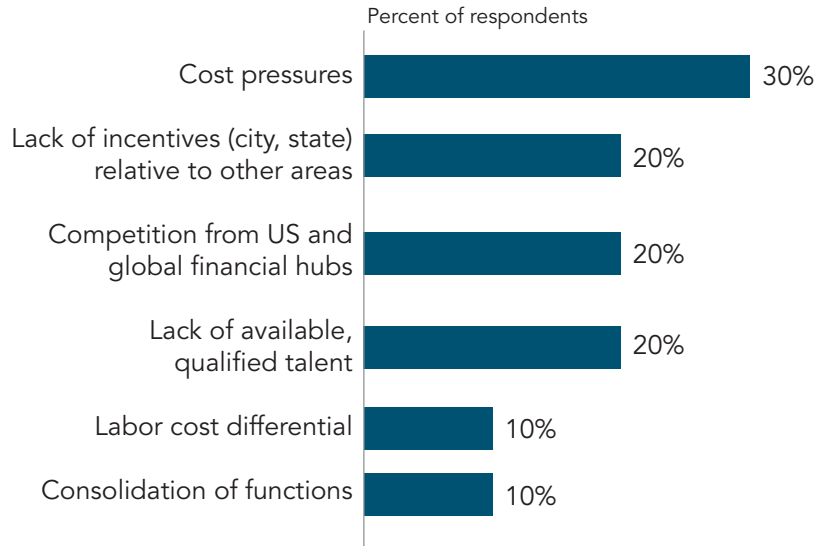 Percent of respondents
Cost pressures
30%
Lack of incentives (city, state)
relative to other areas
20%
Competition from US and
global financial hubs
20%
Lack of available,
qualified talent
20%
Labor cost differential
10%
Consolidation of functions
10%